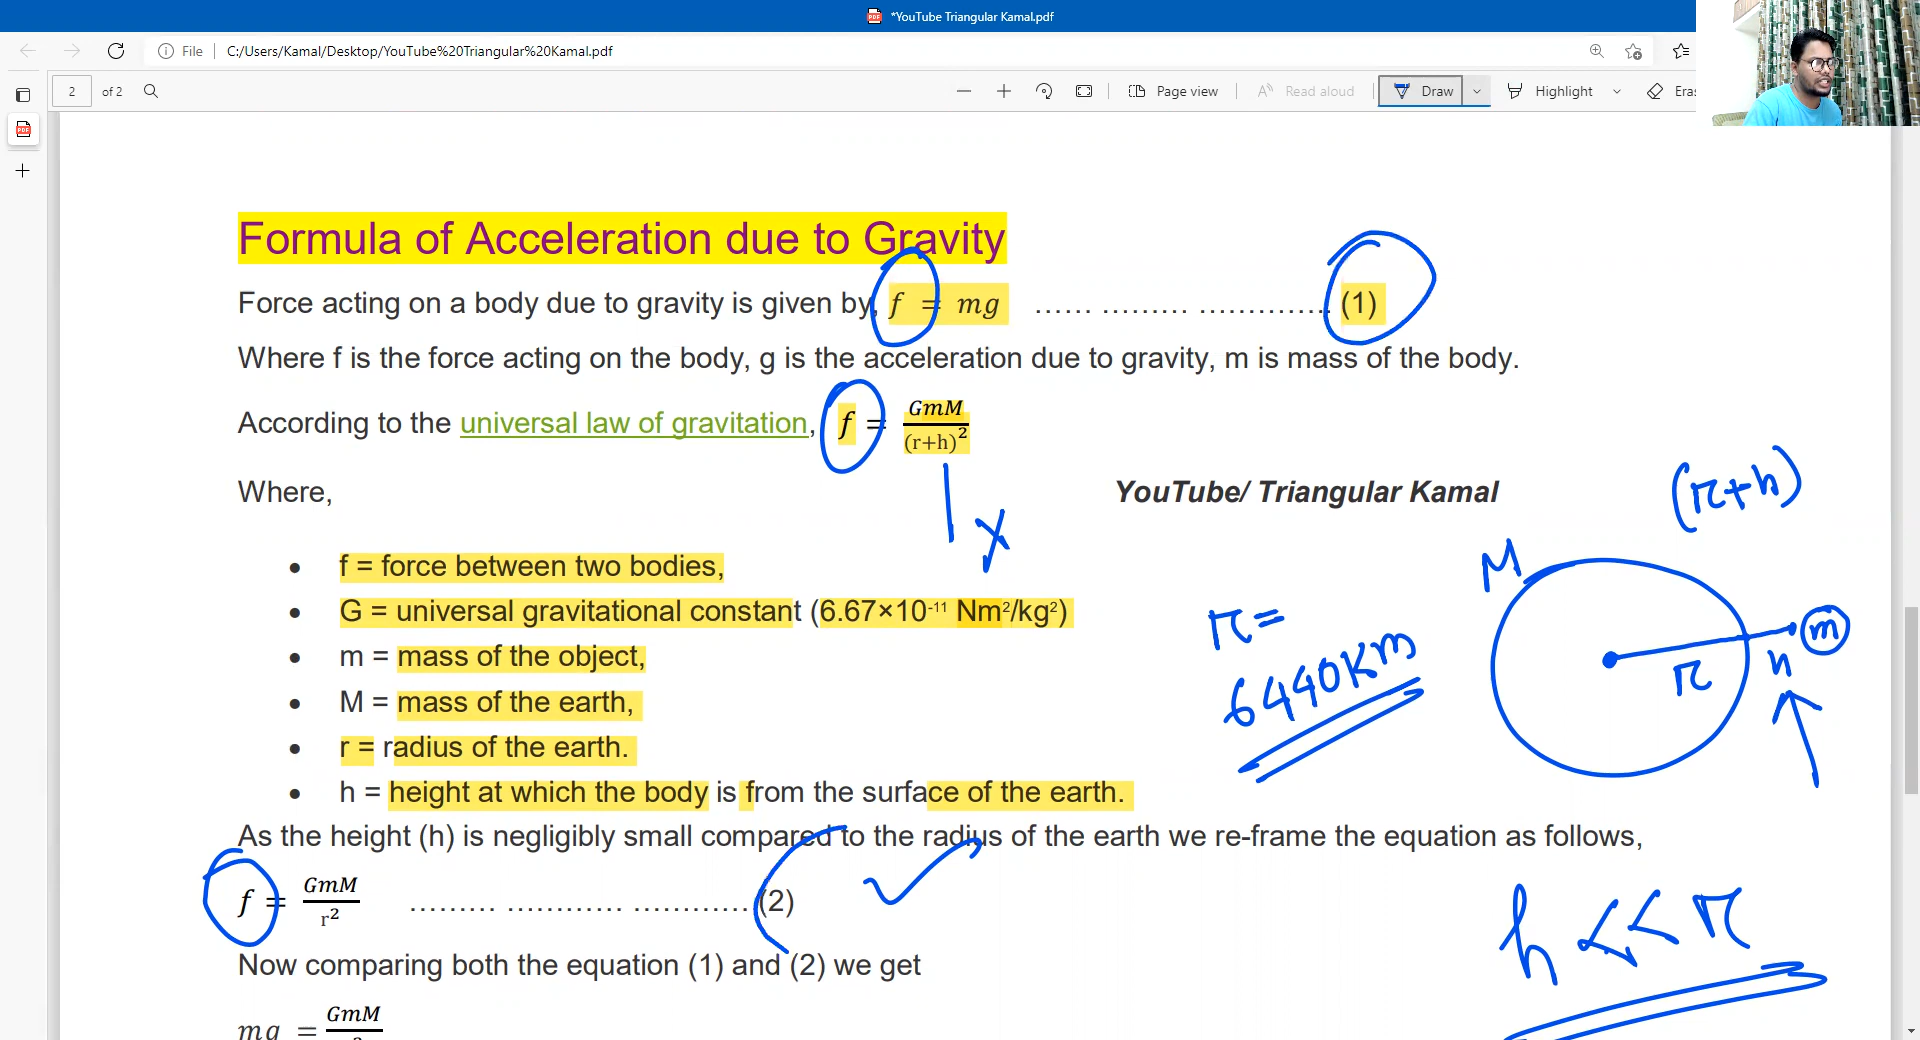 *YouTube Triangular Kamal.pdf
File | C:/Users/Kamal/Desktop/YouTube%20Triangular%20Kamal.pdf
2 of 2 Page view Read aloud Draw Highlight Eras
Formula of Acceleration due to Gravity
Force acting on a body due to gravity is given by, f = mg …… ……… ………….. (1)
Where f is the force acting on the body, g is the acceleration due to gravity, m is mass of the body.
According to the universal law of gravitation, f = GmM/(r+h)²
Where,
YouTube/ Triangular Kamal
(r+h)
x
• f = force between two bodies,
• G = universal gravitational constant (6.67×10⁻¹¹ Nm²/kg²)
• m = mass of the object,
• M = mass of the earth,
• r = radius of the earth.
• h = height at which the body is from the surface of the earth.
r =
6440km
M
m
r
h
As the height (h) is negligibly small compared to the radius of the earth we re-frame the equation as follows,
f = GmM/r² ……… ………… ………… (2)
h << r
Now comparing both the equation (1) and (2) we get
mg = GmM